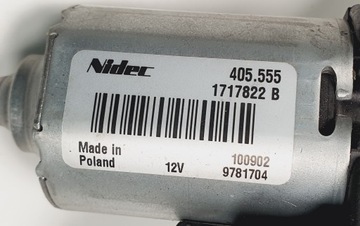 Nidec 405.555
1717822 B
Made in
Poland 12V 100902
9781704